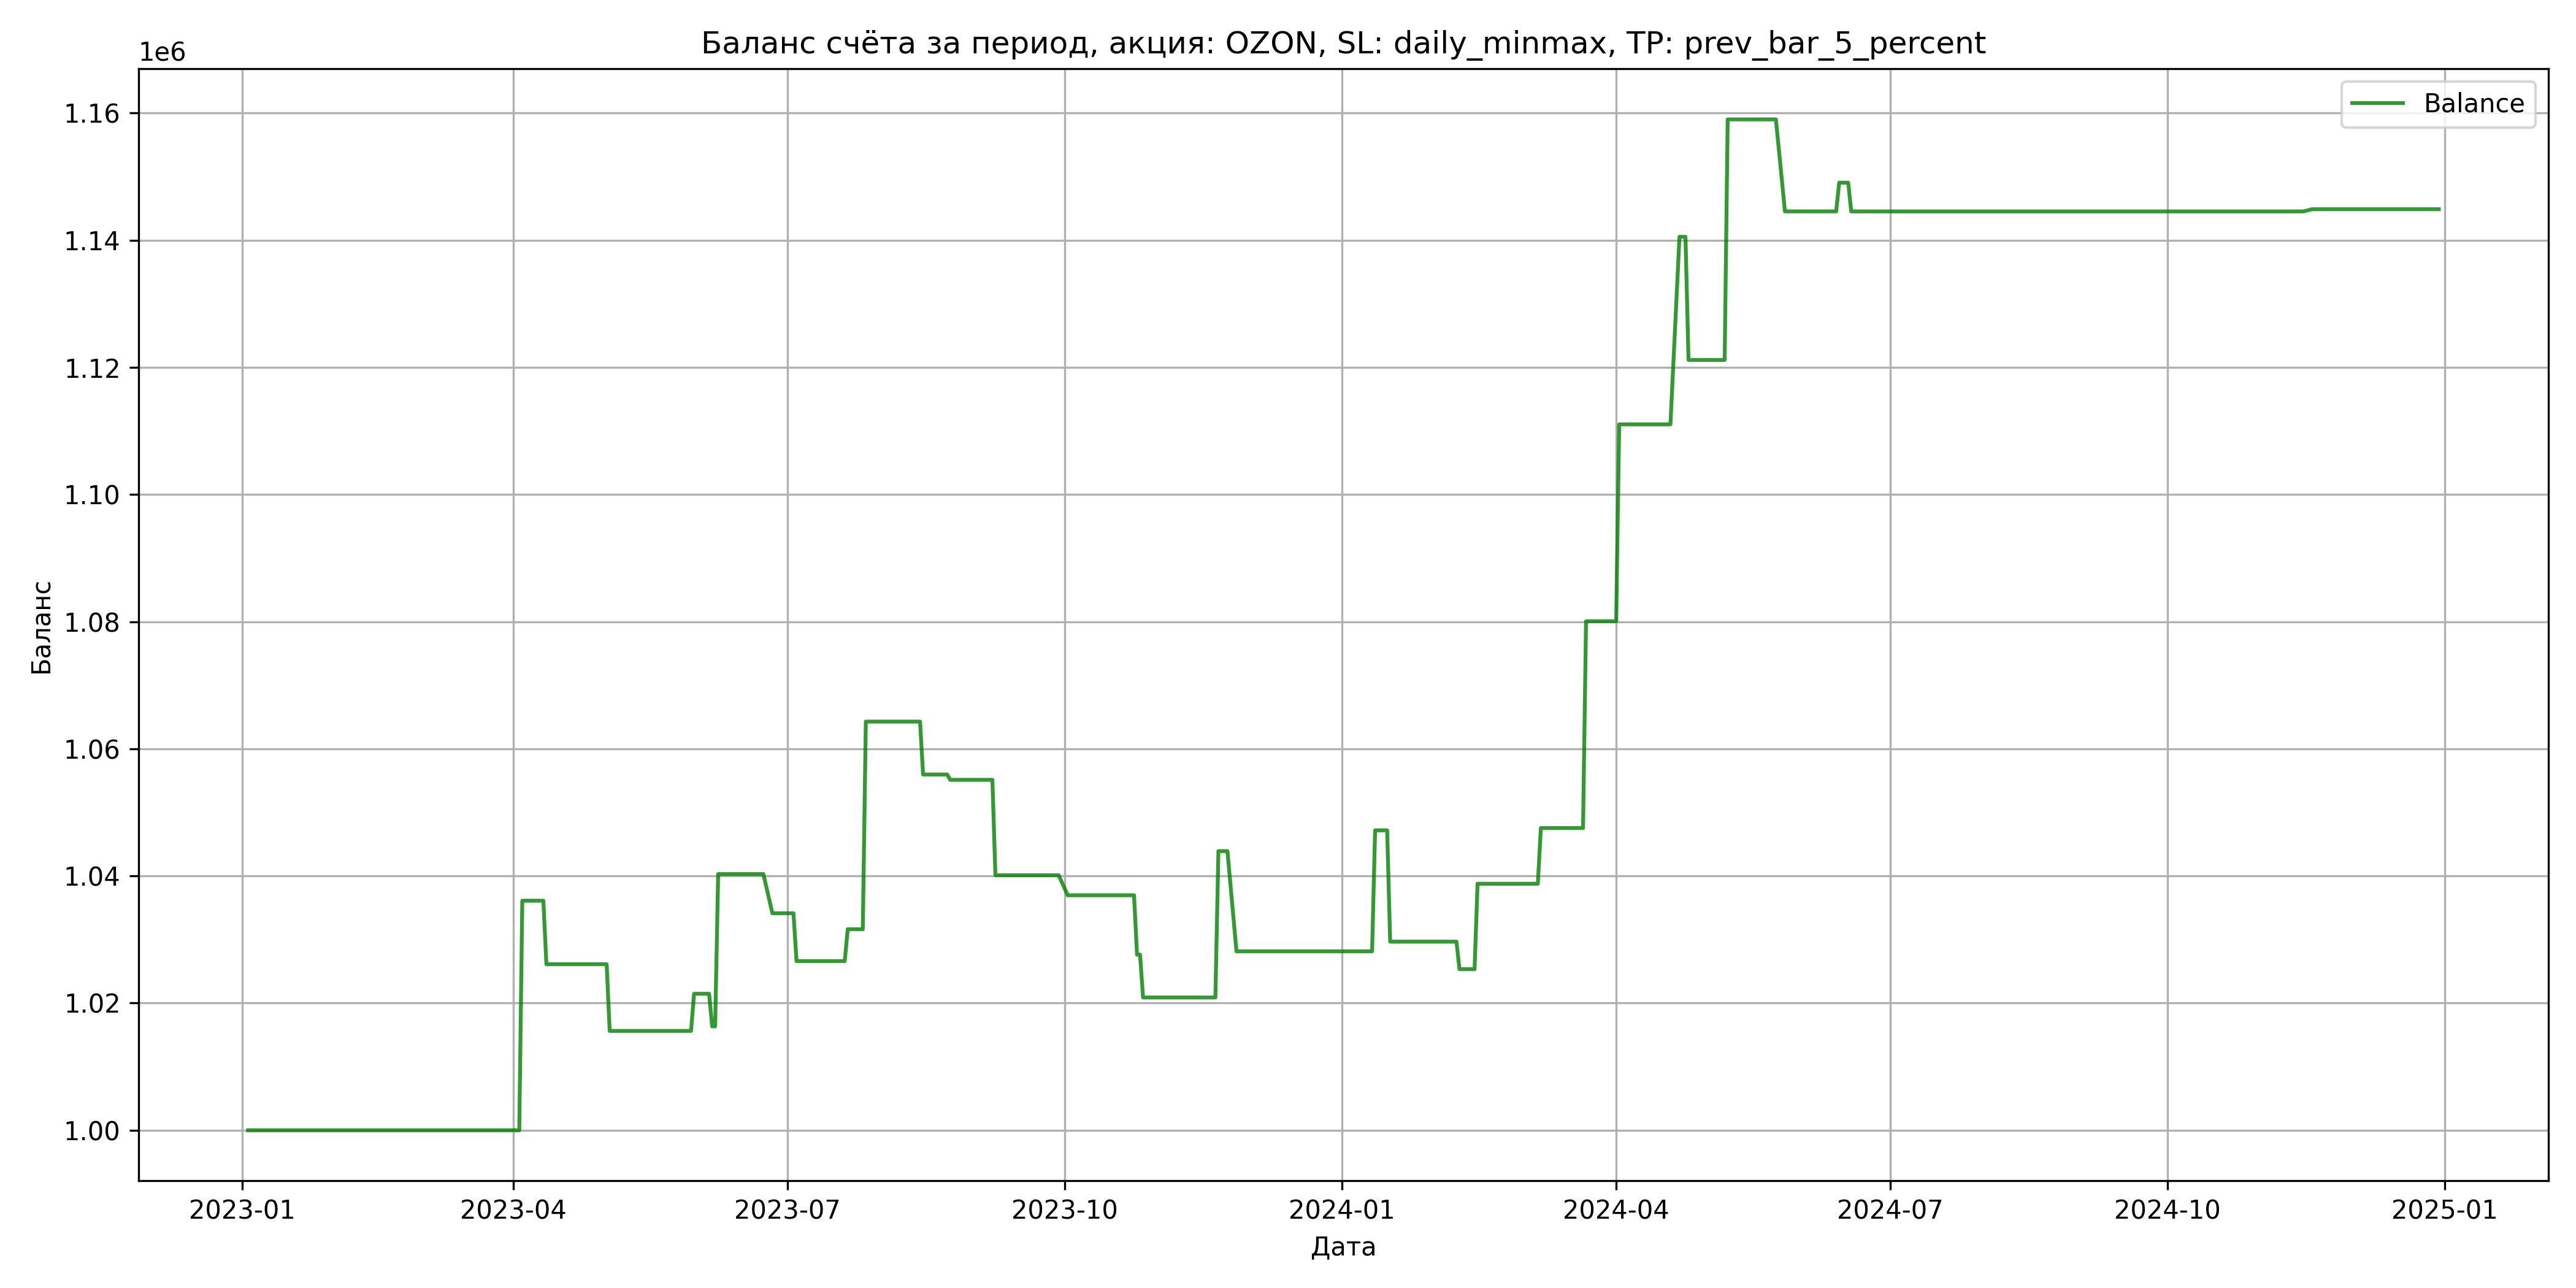 Баланс счёта за период, акция: OZON, SL: daily_minmax, TP: prev_bar_5_percent
1e6
Balance
1.16
1.14
1.12
1.10
1.08
1.06
1.04
1.02
1.00
Баланс
2023-01 2023-04 2023-07 2023-10 2024-01 2024-04 2024-07 2024-10 2025-01
Дата